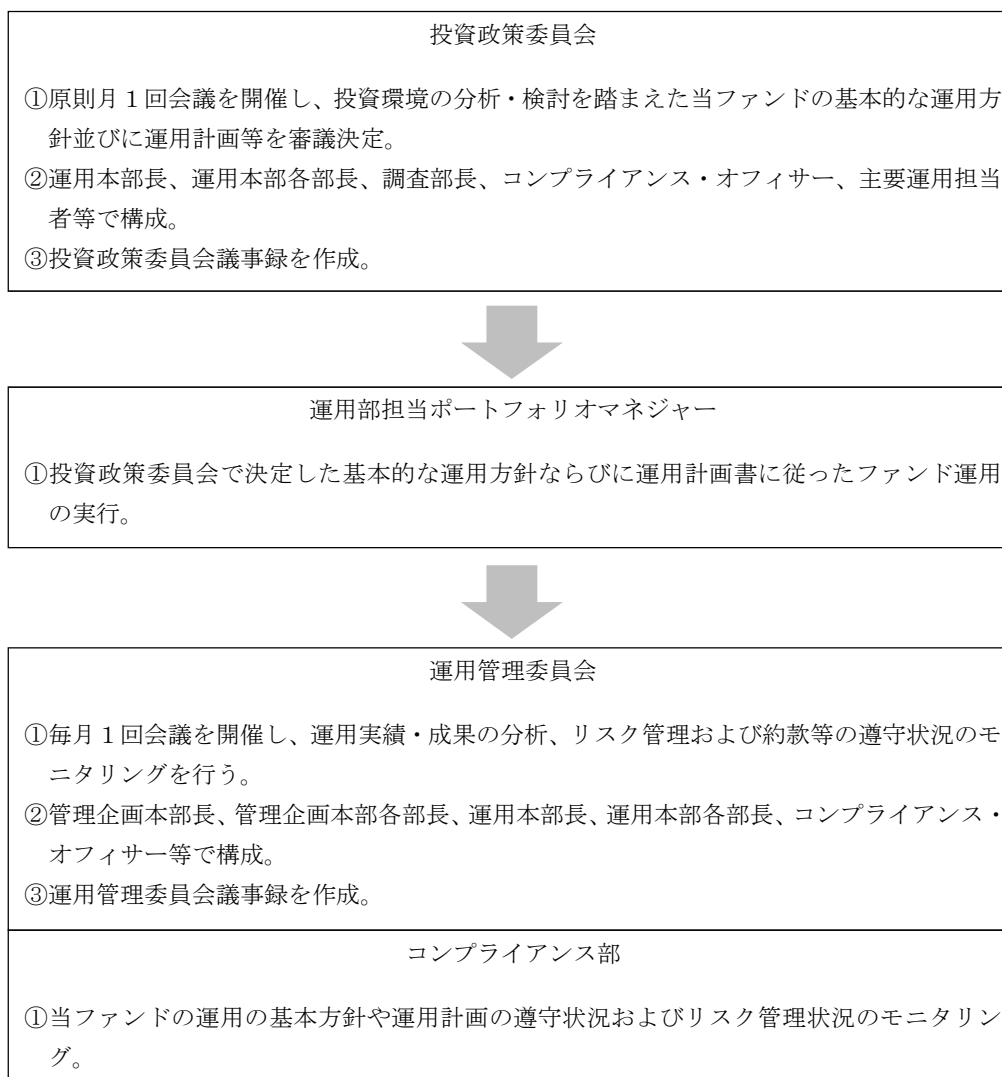 投資政策委員会
①原則月1回会議を開催し、投資環境の分析・検討を踏まえた当ファンドの基本的な運用方
針並びに運用計画等を審議決定。
②運用本部長、運用本部各部長、調査部長、コンプライアンス・オフィサー、主要運用担当
者等で構成。
③投資政策委員会議事録を作成。
運用部担当ポートフォリオマネジャー
①投資政策委員会で決定した基本的な運用方針ならびに運用計画書に従ったファンド運用
の実行。
運用管理委員会
①毎月1回会議を開催し、運用実績・成果の分析、リスク管理および約款等の遵守状況のモ
ニタリングを行う。
②管理企画本部長、管理企画本部各部長、運用本部長、運用本部各部長、コンプライアンス・
オフィサー等で構成。
③運用管理委員会議事録を作成。
コンプライアンス部
①当ファンドの運用の基本方針や運用計画の遵守状況およびリスク管理状況のモニタリン
グ。